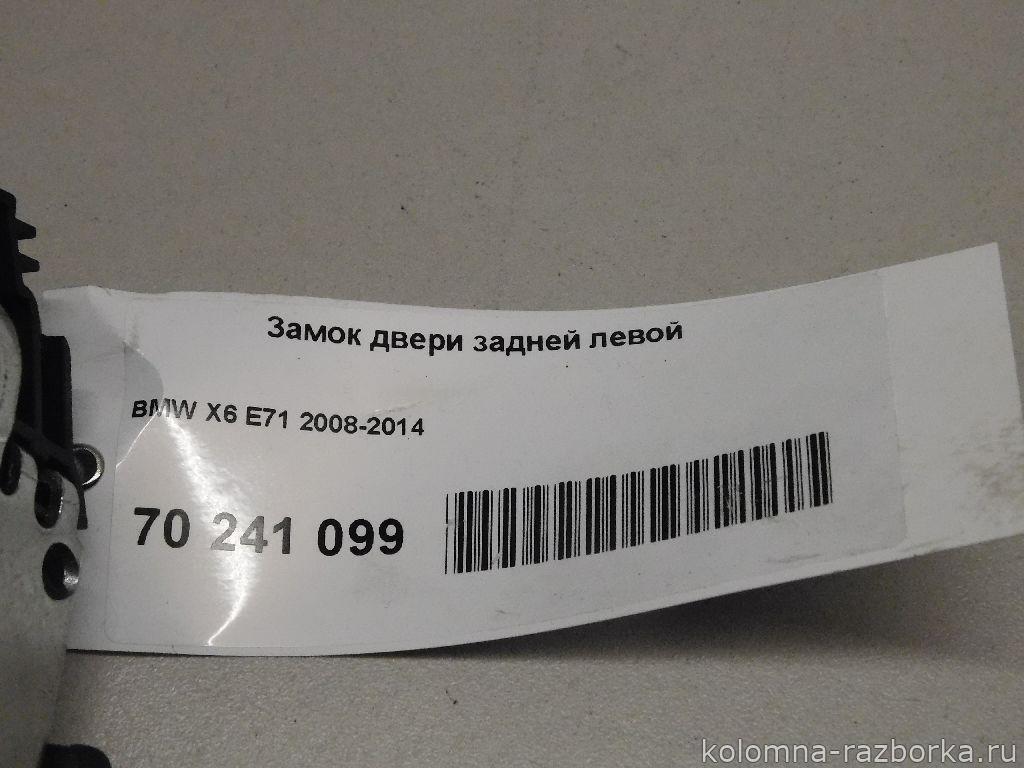 Замок двери задней левой
BMW X6 E71 2008-2014
70 241 099
kolomna-razborka.ru